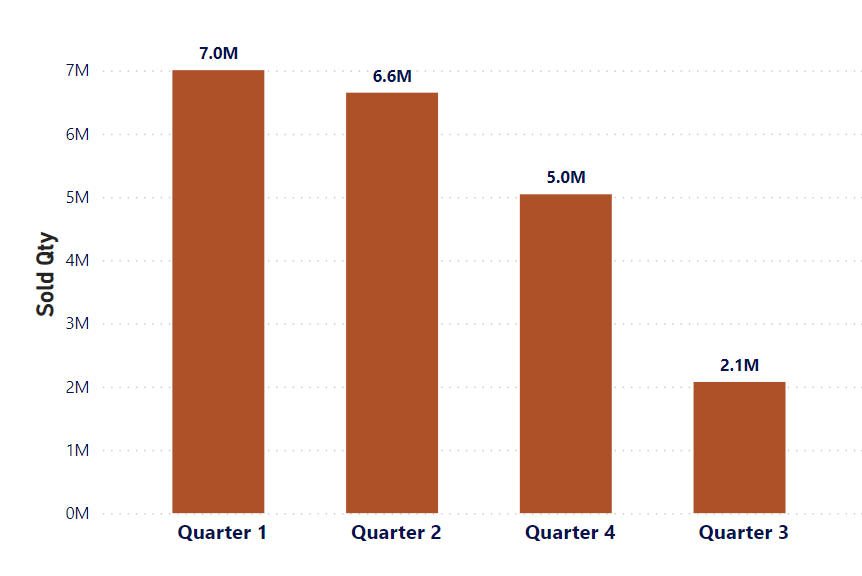 7.0M
7M
6.6M
6M
5.0M
5M
Sold Qty
4M
3M
2.1M
2M
1M
0M
Quarter 1
Quarter 2
Quarter 4
Quarter 3